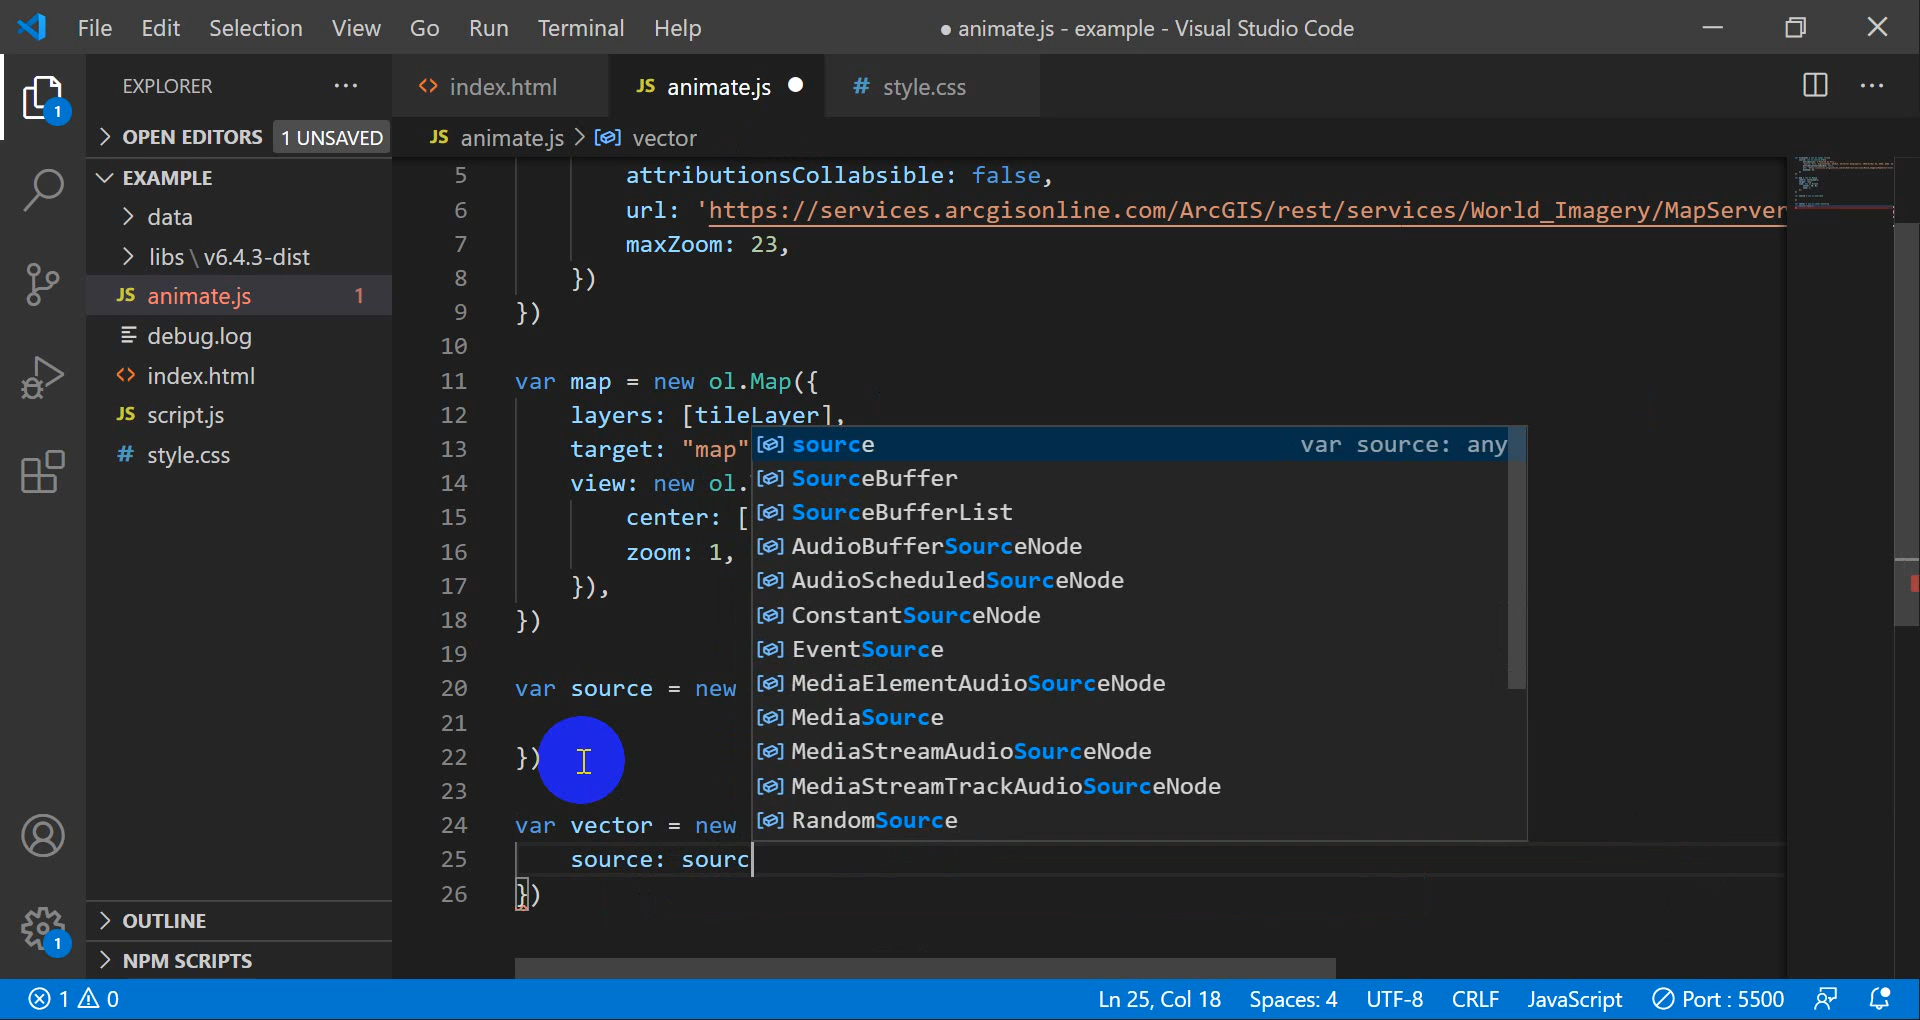 File Edit Selection View Go Run Terminal Help
● animate.js - example - Visual Studio Code
EXPLORER ···
<> index.html
JS animate.js ●
# style.css
···
1
OPEN EDITORS 1 UNSAVED
JS animate.js > vector
EXAMPLE
data
libs \ v6.4.3-dist
JS animate.js 1
debug.log
<> index.html
JS script.js
# style.css
OUTLINE
1
NPM SCRIPTS
5 attributionsCollabsible: false,
6 url: 'https://services.arcgisonline.com/ArcGIS/rest/services/World_Imagery/MapServer
7 maxZoom: 23,
8 })
9 })
10
11 var map = new ol.Map({
12 layers: [tileLayer],
13 target: "map"
14 view: new ol.
15 center: [
16 zoom: 1,
17 }),
18 })
19
20 var source = new
21
22 })
23
24 var vector = new
25 source: sourc
26 })
source var source: any
SourceBuffer
SourceBufferList
AudioBufferSourceNode
AudioScheduledSourceNode
ConstantSourceNode
EventSource
MediaElementAudioSourceNode
MediaSource
MediaStreamAudioSourceNode
MediaStreamTrackAudioSourceNode
RandomSource
1 0 Ln 25, Col 18 Spaces: 4 UTF-8 CRLF JavaScript Port : 5500